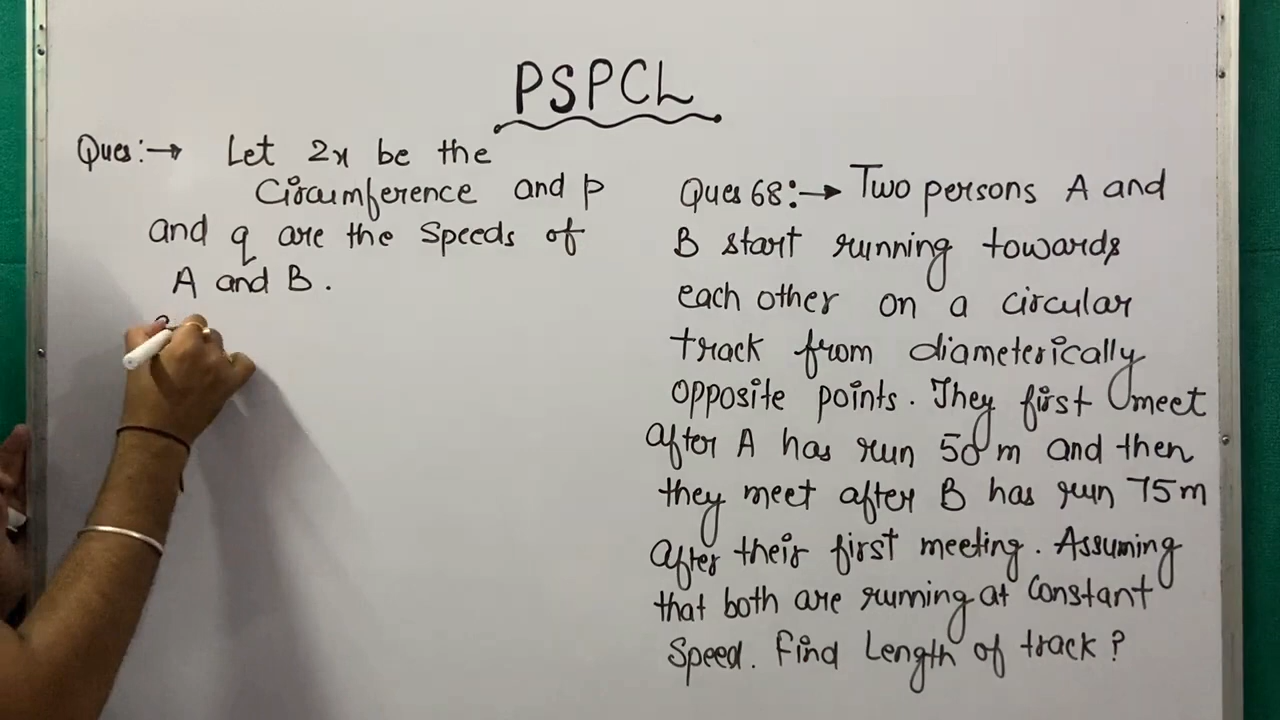 PSPCL
Ques:→ Let 2x be the
Circumference and p
and q are the Speeds of
A and B.
Ques 68:→ Two persons A and
B start running towards
each other on a circular
track from diameterically
opposite points. They first meet
after A has run 50 m and then
they meet after B has run 75m
after their first meeting. Assuming
that both are running at Constant
Speed. Find Length of track?